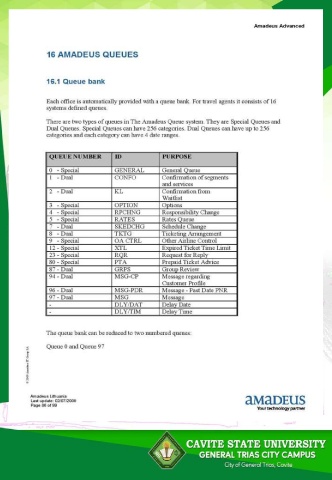 Amadeus Advanced
16 AMADEUS QUEUES
16.1 Queue bank
Each office is automatically provided with a queue bank. For travel agents it consists of 16
systems defined queues.
There are two types of queues in The Amadeus Queue system. They are Special Queues and
Dual Queues. Special Queues can have 256 categories. Dual Queues can have up to 256
categories and each category can have 4 date ranges.
QUEUE NUMBER ID PURPOSE
0 - Special GENERAL General Queue
1 - Dual CONFO Confirmation of segments
and services
2 - Dual KL Confirmation from
Waitlist
3 - Special OPTION Options
4 - Special RPCHNG Responsibility Change
5 - Special RATES Rates Queue
7 - Dual SKEDCHG Schedule Change
8 - Dual TKTG Ticketing Arrangement
9 - Special OA CTRL Other Airline Control
12 - Special XTL Expired Ticket Time Limit
23 - Special RQR Request for Reply
80 - Special PTA Prepaid Ticket Advice
87 - Dual GRPS Group Review
94 - Dual MSG-CP Message regarding
Customer Profile
96 - Dual MSG-PDR Message - Past Date PNR
97 - Dual MSG Message
- DLY/DAT Delay Date
- DLY/TIM Delay Time
The queue bank can be reduced to two numbered queues:
Queue 0 and Queue 97
Amadeus Lithuania
Last update: 02/07/2009
Page 86 of 99
AMADEUS
Your technology partner
CAVITE STATE UNIVERSITY
GENERAL TRIAS CITY CAMPUS
City of General Trias, Cavite